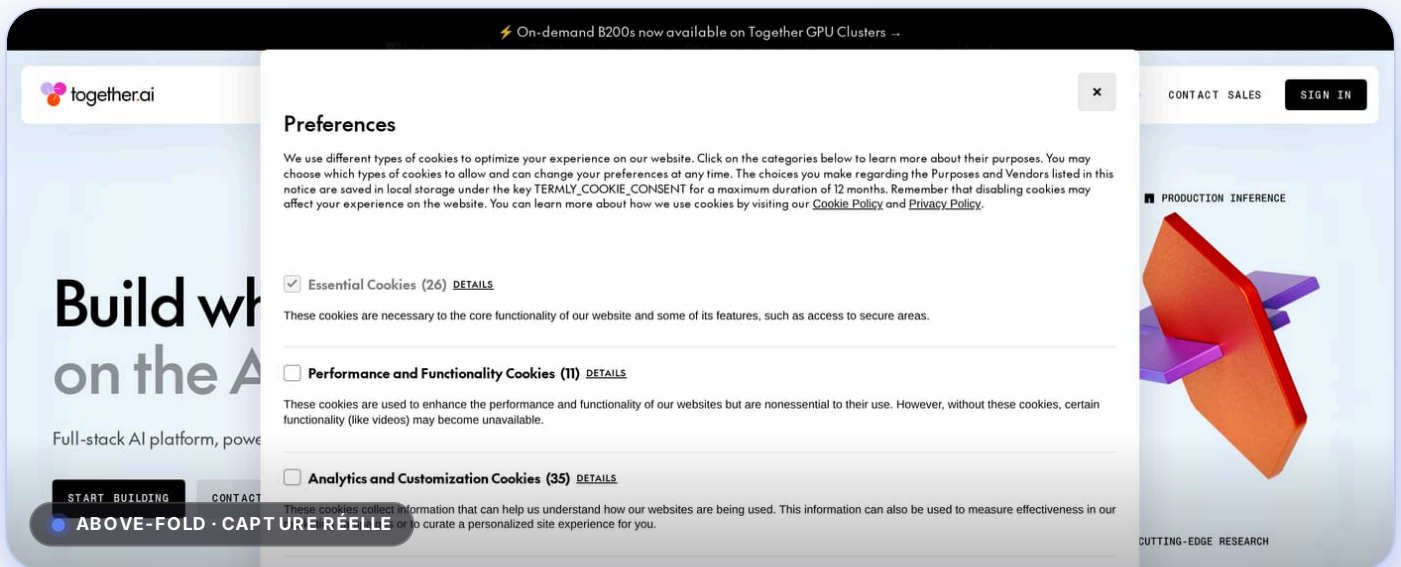 ⚡ On-demand B200s now available on Together GPU Clusters →
together.ai
CONTACT SALES
SIGN IN
×
Preferences
We use different types of cookies to optimize your experience on our website. Click on the categories below to learn more about their purposes. You may
choose which types of cookies to allow and can change your preferences at any time. The choices you make regarding the Purposes and Vendors listed in this
notice are saved in local storage under the key TERMLY_COOKIE_CONSENT for a maximum duration of 12 months. Remember that disabling cookies may
affect your experience on the website. You can learn more about how we use cookies by visiting our Cookie Policy and Privacy Policy.
PRODUCTION INFERENCE
Essential Cookies (26) DETAILS
These cookies are necessary to the core functionality of our website and some of its features, such as access to secure areas.
Build wh
on the A
Full-stack AI platform, powe
Performance and Functionality Cookies (11) DETAILS
These cookies are used to enhance the performance and functionality of our websites but are nonessential to their use. However, without these cookies, certain
functionality (like videos) may become unavailable.
Analytics and Customization Cookies (35) DETAILS
These cookies collect information that can help us understand how our websites are being used. This information can also be used to measure effectiveness in our
or to curate a personalized site experience for you.
START BUILDING
CONTACT
ABOVE-FOLD · CAPTURE RÉELLE
CUTTING-EDGE RESEARCH